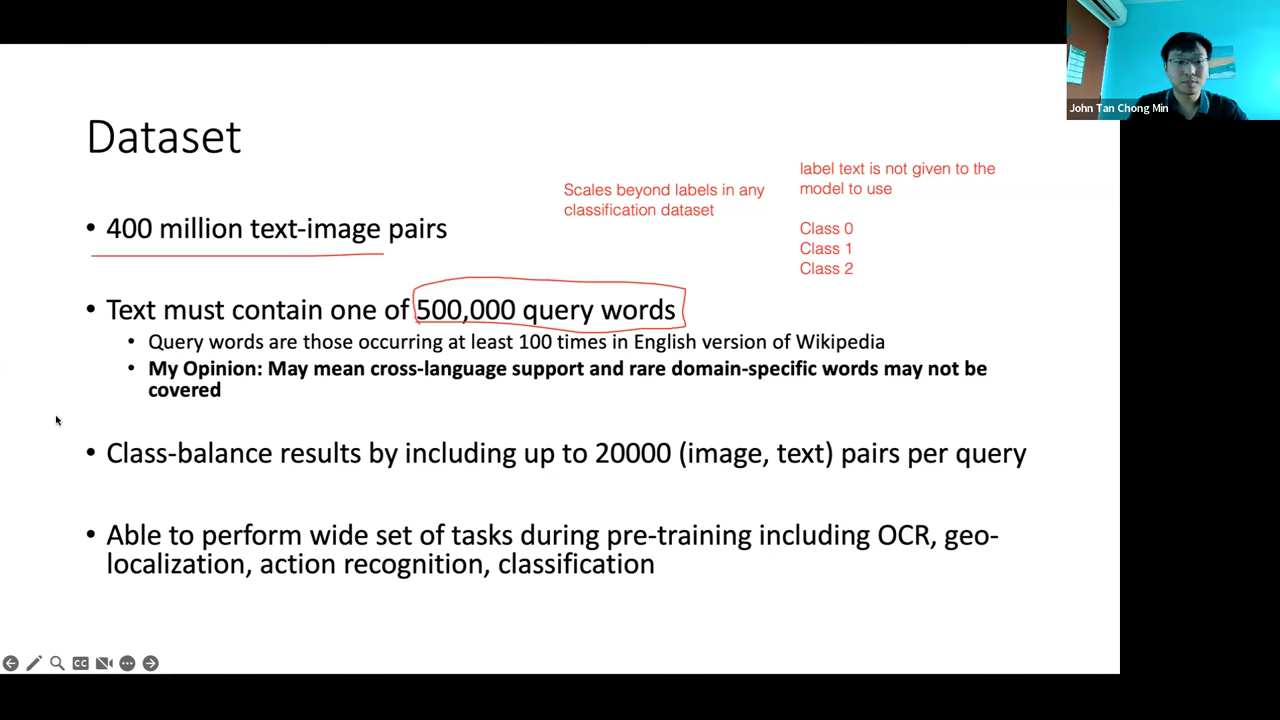 John Tan Chong Min
Dataset
label text is not given to the
model to use
Scales beyond labels in any
classification dataset
Class 0
Class 1
Class 2
• 400 million text-image pairs
• Text must contain one of 500,000 query words
• Query words are those occurring at least 100 times in English version of Wikipedia
• My Opinion: May mean cross-language support and rare domain-specific words may not be
covered
• Class-balance results by including up to 20000 (image, text) pairs per query
• Able to perform wide set of tasks during pre-training including OCR, geo-
localization, action recognition, classification
CC